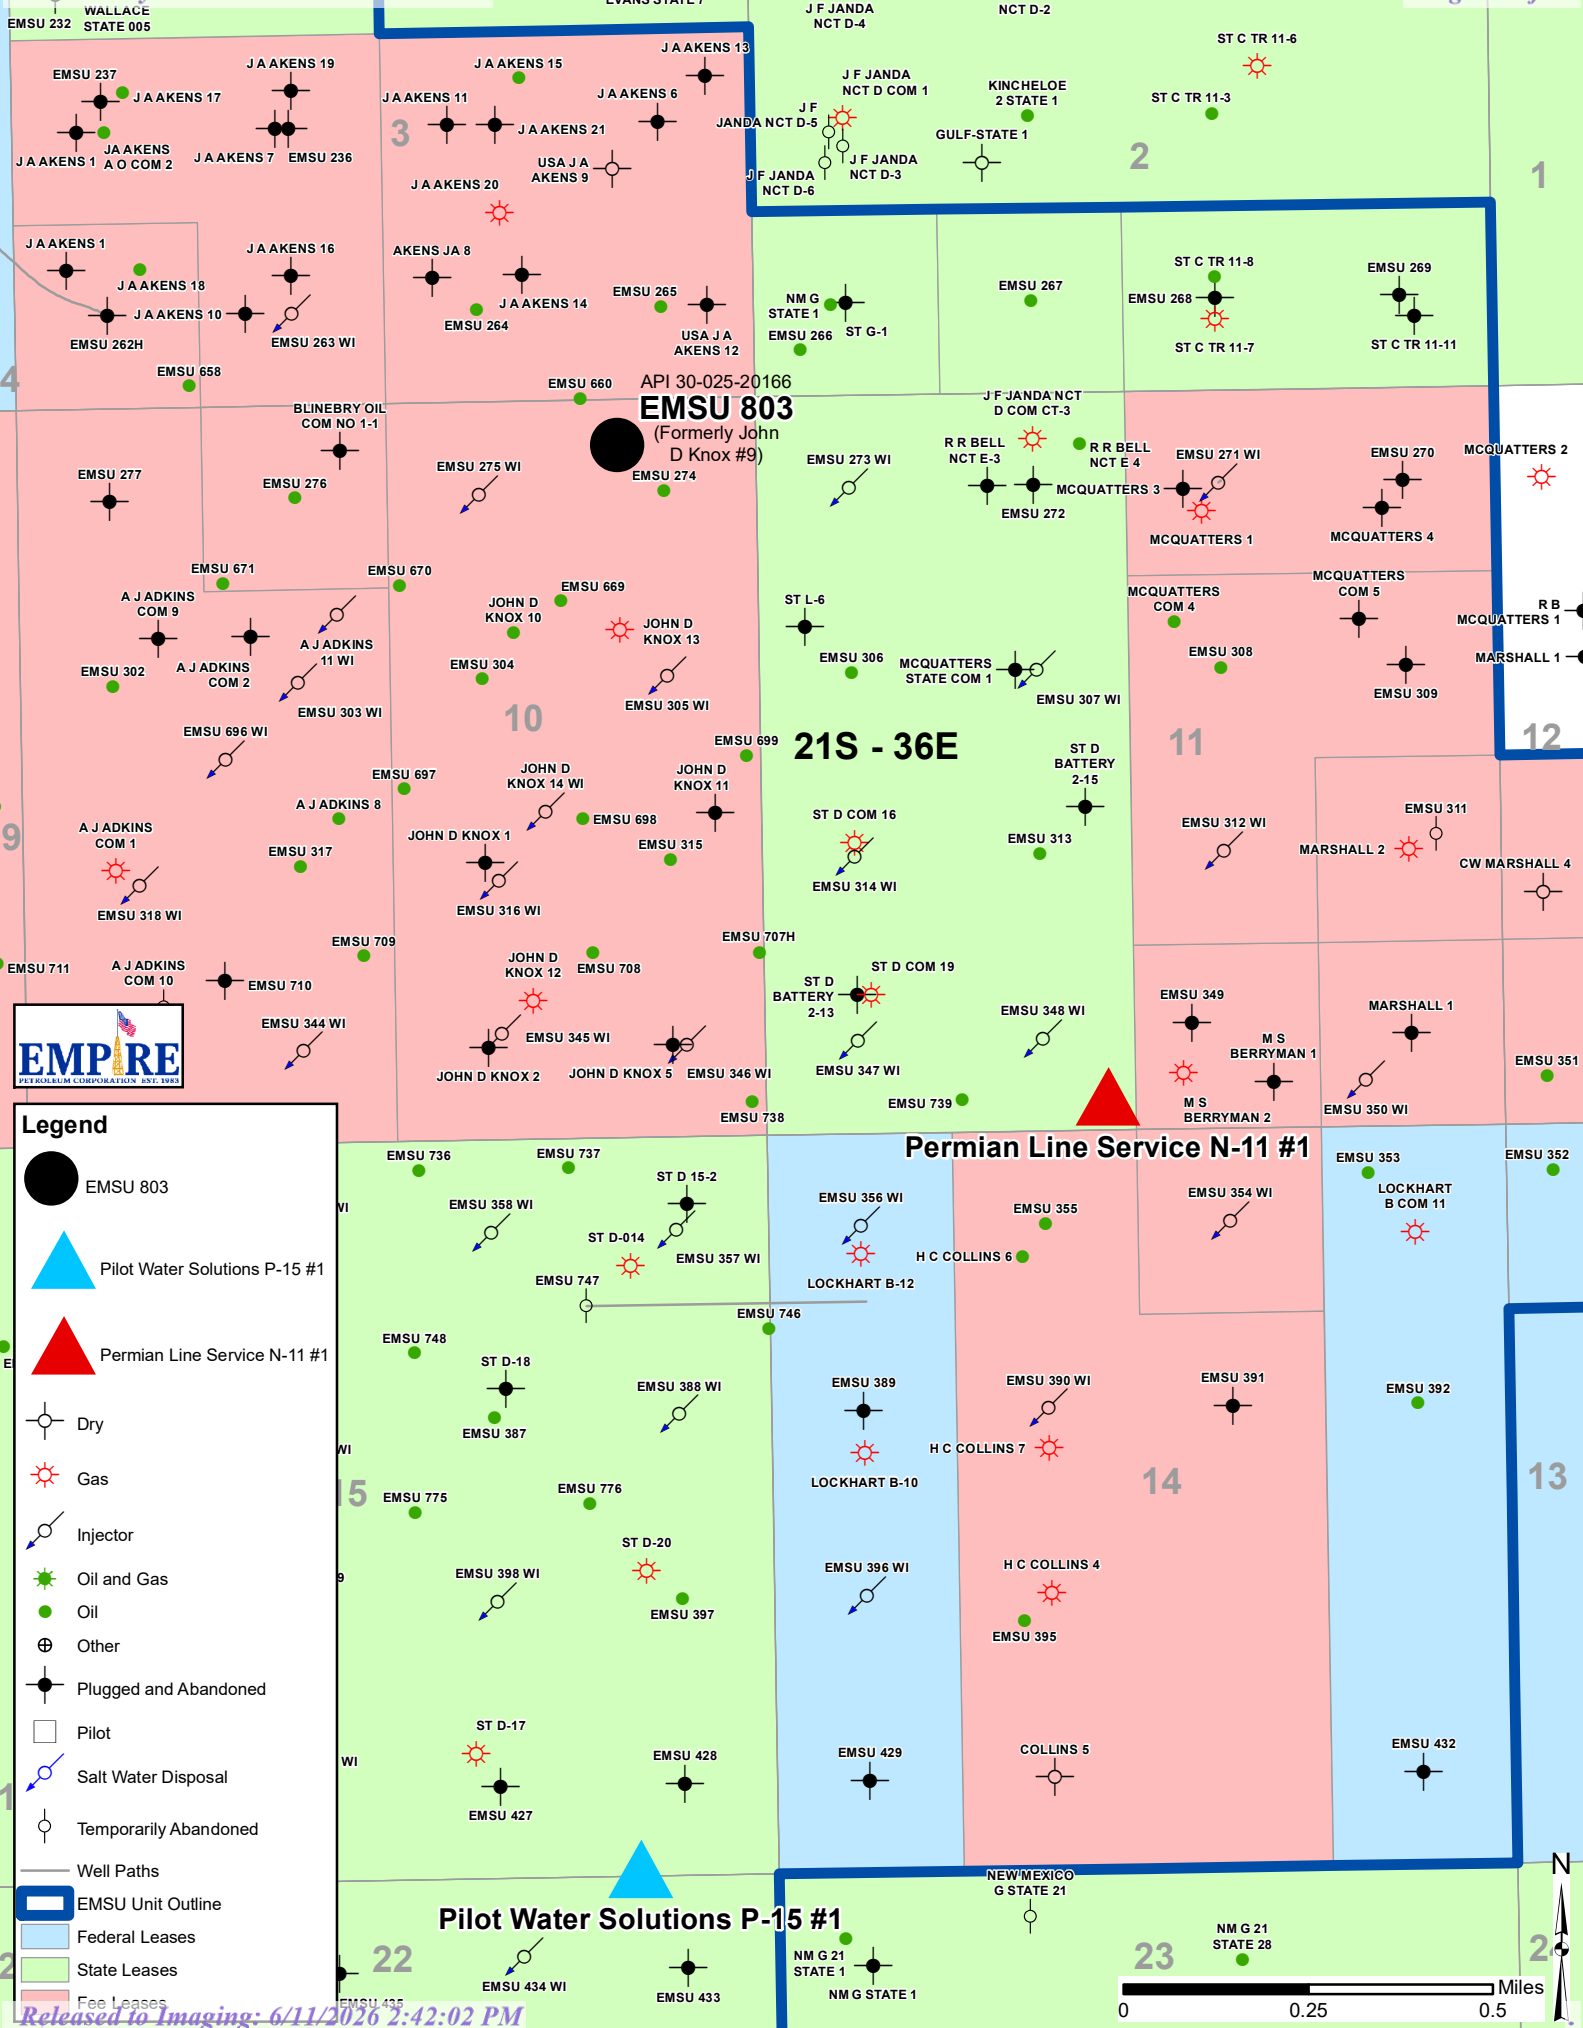 EMSU 232
WALLACE
STATE 005
J F JANDA
NCT D-4
NCT D-2
ST C TR 11-6
J A AKENS 13
EMSU 237
J A AKENS 17
J A AKENS 19
J A AKENS 15
J A AKENS 11
J A AKENS 6
J A AKENS 21
J F JANDA
NCT D COM 1
J F
JANDA NCT D-5
KINCHELOE
2 STATE 1
ST C TR 11-3
GULF-STATE 1
J A AKENS 1
JA AKENS
A O COM 2
J A AKENS 7
EMSU 236
3
USA J A
AKENS 9
J F JANDA
NCT D-3
J F JANDA
NCT D-6
2
1
J A AKENS 20
J A AKENS 1
J A AKENS 16
AKENS JA 8
J A AKENS 18
J A AKENS 10
EMSU 262H
EMSU 263 WI
J A AKENS 14
EMSU 264
EMSU 265
USA J A
AKENS 12
NM G
STATE 1
ST G-1
EMSU 266
EMSU 267
ST C TR 11-8
EMSU 268
ST C TR 11-7
EMSU 269
ST C TR 11-11
4
EMSU 658
EMSU 660
API 30-025-20166
EMSU 803
(Formerly John
D Knox #9)
BLINEBRY OIL
COM NO 1-1
J F JANDA NCT
D COM CT-3
R R BELL
NCT E-3
R R BELL
NCT E 4
EMSU 277
EMSU 276
EMSU 275 WI
EMSU 274
EMSU 273 WI
EMSU 272
MCQUATTERS 3
EMSU 271 WI
MCQUATTERS 1
EMSU 270
MCQUATTERS 4
MCQUATTERS 2
EMSU 671
EMSU 670
EMSU 669
A J ADKINS
COM 9
A J ADKINS
COM 2
A J ADKINS
11 WI
JOHN D
KNOX 10
JOHN D
KNOX 13
ST L-6
MCQUATTERS
COM 4
MCQUATTERS
COM 5
R B
MCQUATTERS 1
MARSHALL 1
EMSU 302
EMSU 303 WI
EMSU 304
EMSU 305 WI
EMSU 306
MCQUATTERS
STATE COM 1
EMSU 307 WI
EMSU 308
EMSU 309
10
21S - 36E
11
12
EMSU 696 WI
EMSU 697
EMSU 699
A J ADKINS 8
JOHN D
KNOX 14 WI
JOHN D
KNOX 11
ST D
BATTERY
2-15
9
A J ADKINS
COM 1
EMSU 317
JOHN D KNOX 1
EMSU 698
EMSU 315
ST D COM 16
EMSU 314 WI
EMSU 313
EMSU 312 WI
EMSU 311
MARSHALL 2
CW MARSHALL 4
EMSU 318 WI
EMSU 316 WI
EMSU 709
EMSU 707H
EMSU 711
A J ADKINS
COM 10
EMSU 710
JOHN D
KNOX 12
EMSU 708
ST D
BATTERY
2-13
ST D COM 19
EMSU 344 WI
EMSU 345 WI
JOHN D KNOX 2
JOHN D KNOX 5
EMSU 346 WI
EMSU 347 WI
EMSU 348 WI
EMSU 349
MARSHALL 1
M S
BERRYMAN 1
M S
BERRYMAN 2
EMSU 350 WI
EMSU 351
EMSU 738
EMSU 739
Permian Line Service N-11 #1
EMPIRE
PETROLEUM CORPORATION EST. 1983
Legend
EMSU 803
Pilot Water Solutions P-15 #1
Permian Line Service N-11 #1
Dry
Gas
Injector
Oil and Gas
Oil
Other
Plugged and Abandoned
Pilot
Salt Water Disposal
Temporarily Abandoned
Well Paths
EMSU Unit Outline
Federal Leases
State Leases
Fee Leases
EMSU 736
EMSU 737
ST D 15-2
EMSU 358 WI
ST D-014
EMSU 357 WI
EMSU 747
EMSU 746
EMSU 356 WI
LOCKHART B-12
EMSU 355
H C COLLINS 6
EMSU 354 WI
EMSU 353
EMSU 352
LOCKHART
B COM 11
EMSU 748
ST D-18
EMSU 387
EMSU 388 WI
EMSU 389
LOCKHART B-10
EMSU 390 WI
H C COLLINS 7
EMSU 391
EMSU 392
WI
WI
15
14
13
EMSU 775
EMSU 776
ST D-20
EMSU 398 WI
EMSU 397
EMSU 396 WI
H C COLLINS 4
EMSU 395
9
WI
ST D-17
EMSU 427
EMSU 428
EMSU 429
COLLINS 5
EMSU 432
Pilot Water Solutions P-15 #1
22
EMSU 434 WI
EMSU 433
EMSU 435
NM G 21
STATE 1
NM G STATE 1
NEW MEXICO
G STATE 21
23
NM G 21
STATE 28
N
Miles
0
0.25
0.5
Released to Imaging: 6/11/2026 2:42:02 PM